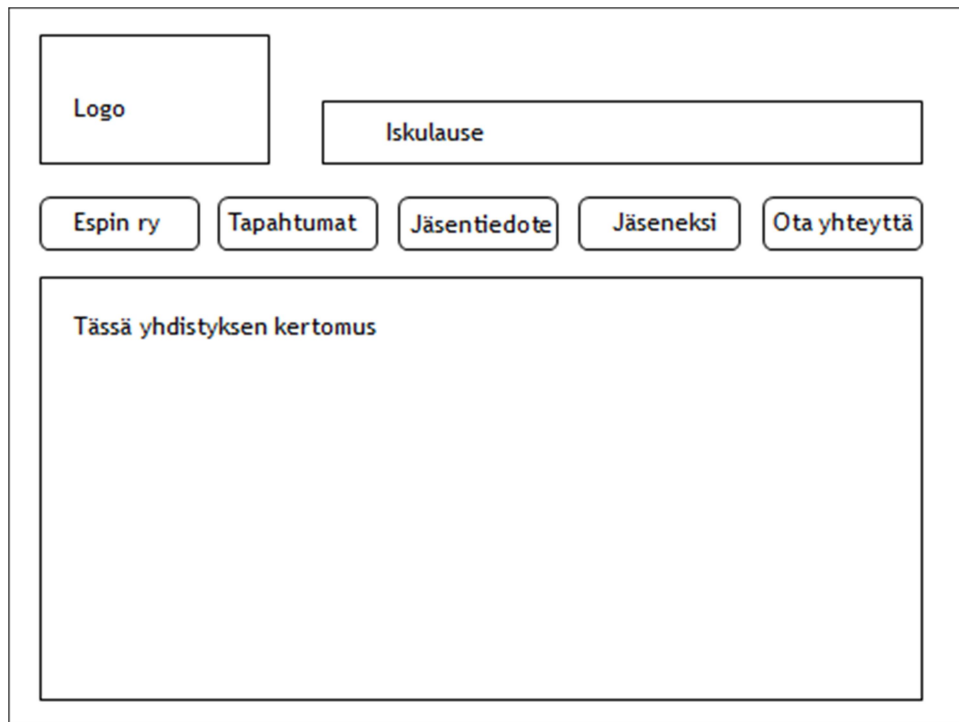 Logo
Iskulause
Espin ry
Tapahtumat
Jäsentiedote
Jäseneksi
Ota yhteyttä
Tässä yhdistyksen kertomus